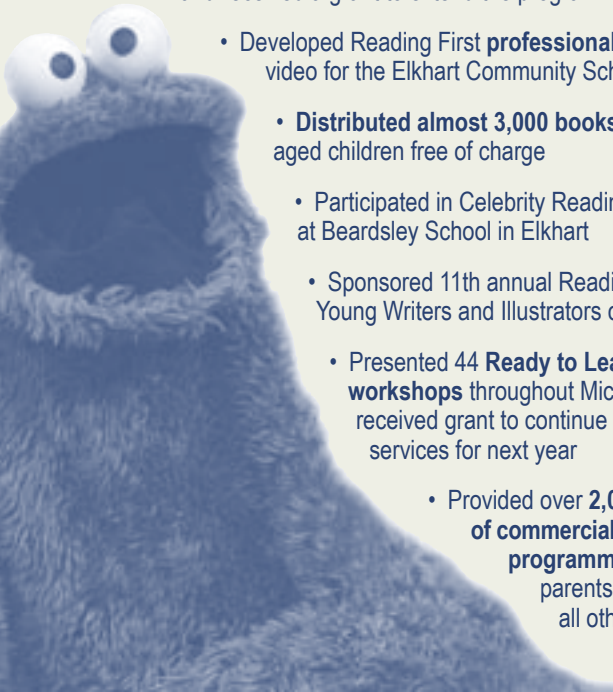 • Developed Reading First professional
video for the Elkhart Community Sch
• Distributed almost 3,000 books
aged children free of charge
• Participated in Celebrity Readin
at Beardsley School in Elkhart
• Sponsored 11th annual Readi
Young Writers and Illustrators
• Presented 44 Ready to Lea
workshops throughout Mic
received grant to continue
services for next year
• Provided over 2,0
of commercial
programm
parents
all oth